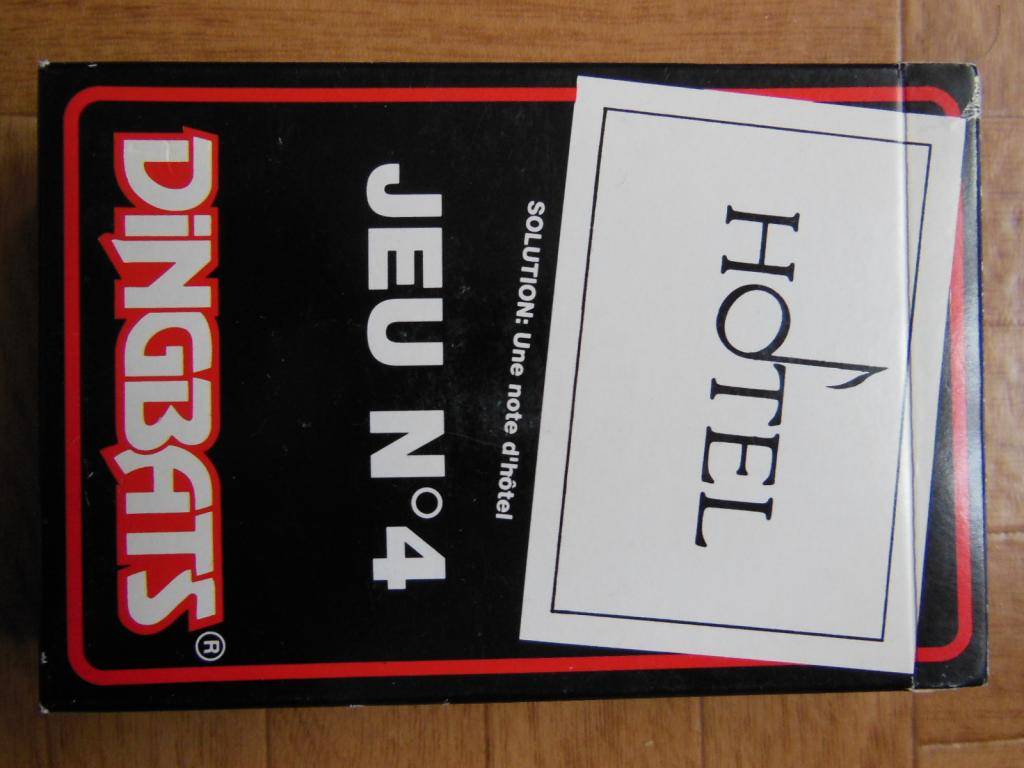 HOTEL
SOLUTION: Une note d'hôtel
JEU N°4
DINGBATS®